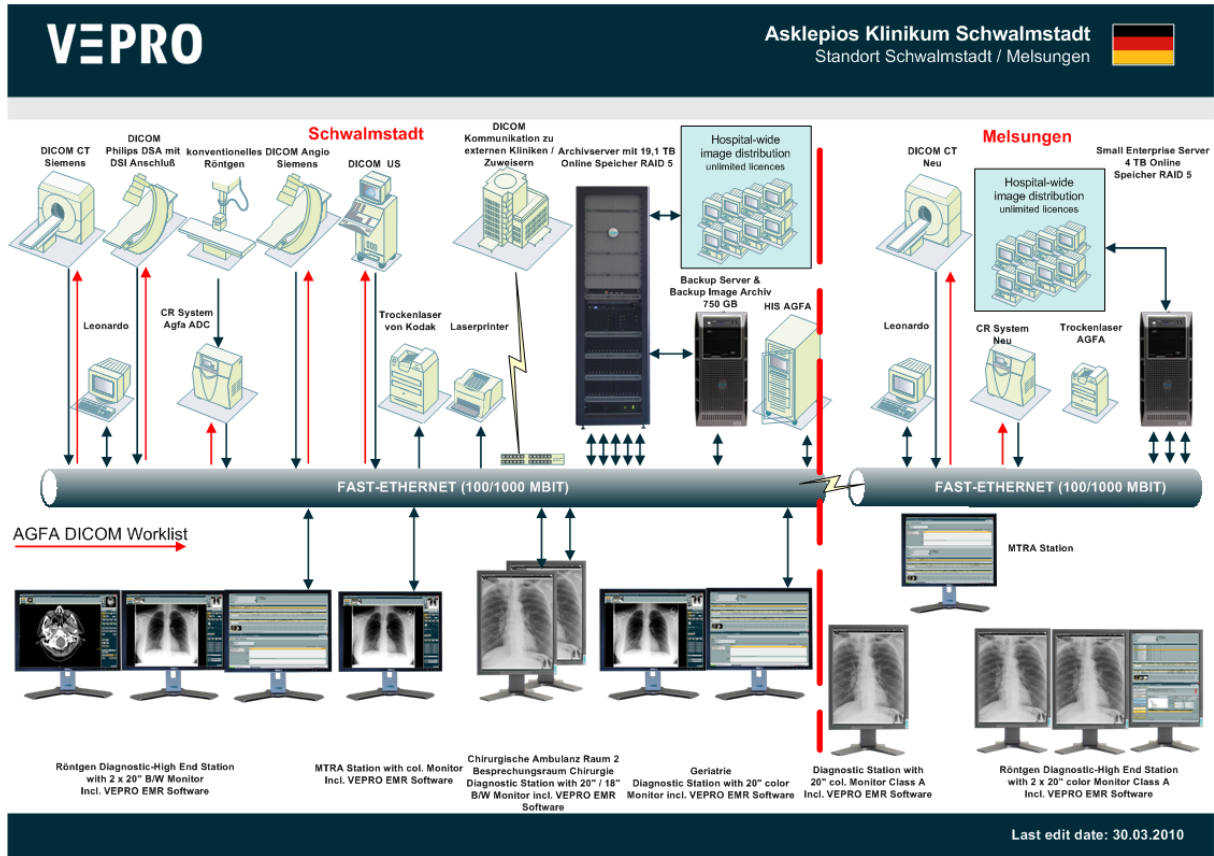 VEPRO
Asklepios Klinikum Schwalmstadt
Standort Schwalmstadt / Melsungen
Schwalmstadt
DICOM CT
Siemens
DICOM
Philips DSA mit
DSI Anschluß
konventionelles
Röntgen
DICOM Angio
Siemens
DICOM US
DICOM
Kommunikation zu
externen Kliniken /
Zuweisern
Archivserver mit 19,1 TB
Online Speicher RAID 5
Hospital-wide
image distribution
unlimited licences
Leonardo
CR System
Agfa ADC
Trockenlaser
von Kodak
Laserprinter
Backup Server &
Backup Image Archiv
750 GB
HIS AGFA
Melsungen
DICOM CT
Neu
Hospital-wide
image distribution
unlimited licences
Small Enterprise Server
4 TB Online
Speicher RAID 5
Leonardo
CR System
Neu
Trockenlaser
AGFA
FAST-ETHERNET (100/1000 MBIT)
FAST-ETHERNET (100/1000 MBIT)
AGFA DICOM Worklist
MTRA Station
Röntgen Diagnostic-High End Station
with 2 x 20" B/W Monitor
Incl. VEPRO EMR Software
MTRA Station with col. Monitor
Incl. VEPRO EMR Software
Chirurgische Ambulanz Raum 2
Besprechungsraum Chirurgie
Diagnostic Station with 20" / 18"
B/W Monitor incl. VEPRO EMR
Software
Geriatrie
Diagnostic Station with 20" color
Monitor incl. VEPRO EMR Software
Diagnostic Station with
20" col. Monitor Class A
Incl. VEPRO EMR Software
Röntgen Diagnostic-High End Station
with 2 x 20" color Monitor Class A
Incl. VEPRO EMR Software
Last edit date: 30.03.2010